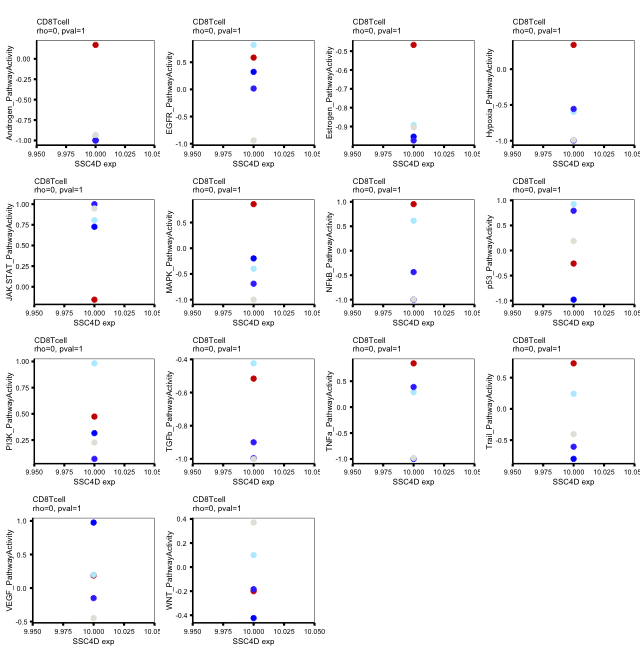 CD8Tcell
rho=0, pval=1
Androgen_PathwayActivity
0.00
-0.25
-0.50
-0.75
-1.00
9.950 9.975 10.000 10.025 10.05
SSC4D exp
CD8Tcell
rho=0, pval=1
EGFR_PathwayActivity
0.5
0.0
-0.5
-1.0
9.950 9.975 10.000 10.025 10.05
SSC4D exp
CD8Tcell
rho=0, pval=1
Estrogen_PathwayActivity
-0.5
-0.6
-0.7
-0.8
-0.9
9.950 9.975 10.000 10.025 10.05
SSC4D exp
CD8Tcell
rho=0, pval=1
Hypoxia_PathwayActivity
0.0
-0.5
-1.0
9.950 9.975 10.000 10.025 10.050
SSC4D exp
CD8Tcell
rho=0, pval=1
JAK.STAT_PathwayActivity
1.00
0.75
0.50
0.25
0.00
9.950 9.975 10.000 10.025 10.05
SSC4D exp
CD8Tcell
rho=0, pval=1
MAPK_PathwayActivity
0.5
0.0
-0.5
-1.0
9.950 9.975 10.000 10.025 10.05
SSC4D exp
CD8Tcell
rho=0, pval=1
NFkB_PathwayActivity
1.0
0.5
0.0
-0.5
-1.0
9.950 9.975 10.000 10.025 10.05
SSC4D exp
CD8Tcell
rho=0, pval=1
p53_PathwayActivity
1.0
0.5
0.0
-0.5
-1.0
9.950 9.975 10.000 10.025 10.050
SSC4D exp
CD8Tcell
rho=0, pval=1
PI3K_PathwayActivity
1.00
0.75
0.50
0.25
9.950 9.975 10.000 10.025 10.05
SSC4D exp
CD8Tcell
rho=0, pval=1
TGFb_PathwayActivity
-0.4
-0.6
-0.8
-1.0
9.950 9.975 10.000 10.025 10.05
SSC4D exp
CD8Tcell
rho=0, pval=1
TNFa_PathwayActivity
0.5
0.0
-0.5
-1.0
9.950 9.975 10.000 10.025 10.05
SSC4D exp
CD8Tcell
rho=0, pval=1
Trail_PathwayActivity
0.5
0.0
-0.5
9.950 9.975 10.000 10.025 10.050
SSC4D exp
CD8Tcell
rho=0, pval=1
VEGF_PathwayActivity
1.0
0.5
0.0
-0.5
9.950 9.975 10.000 10.025 10.05
SSC4D exp
CD8Tcell
rho=0, pval=1
WNT_PathwayActivity
0.4
0.2
0.0
-0.2
-0.4
9.950 9.975 10.000 10.025 10.050
SSC4D exp